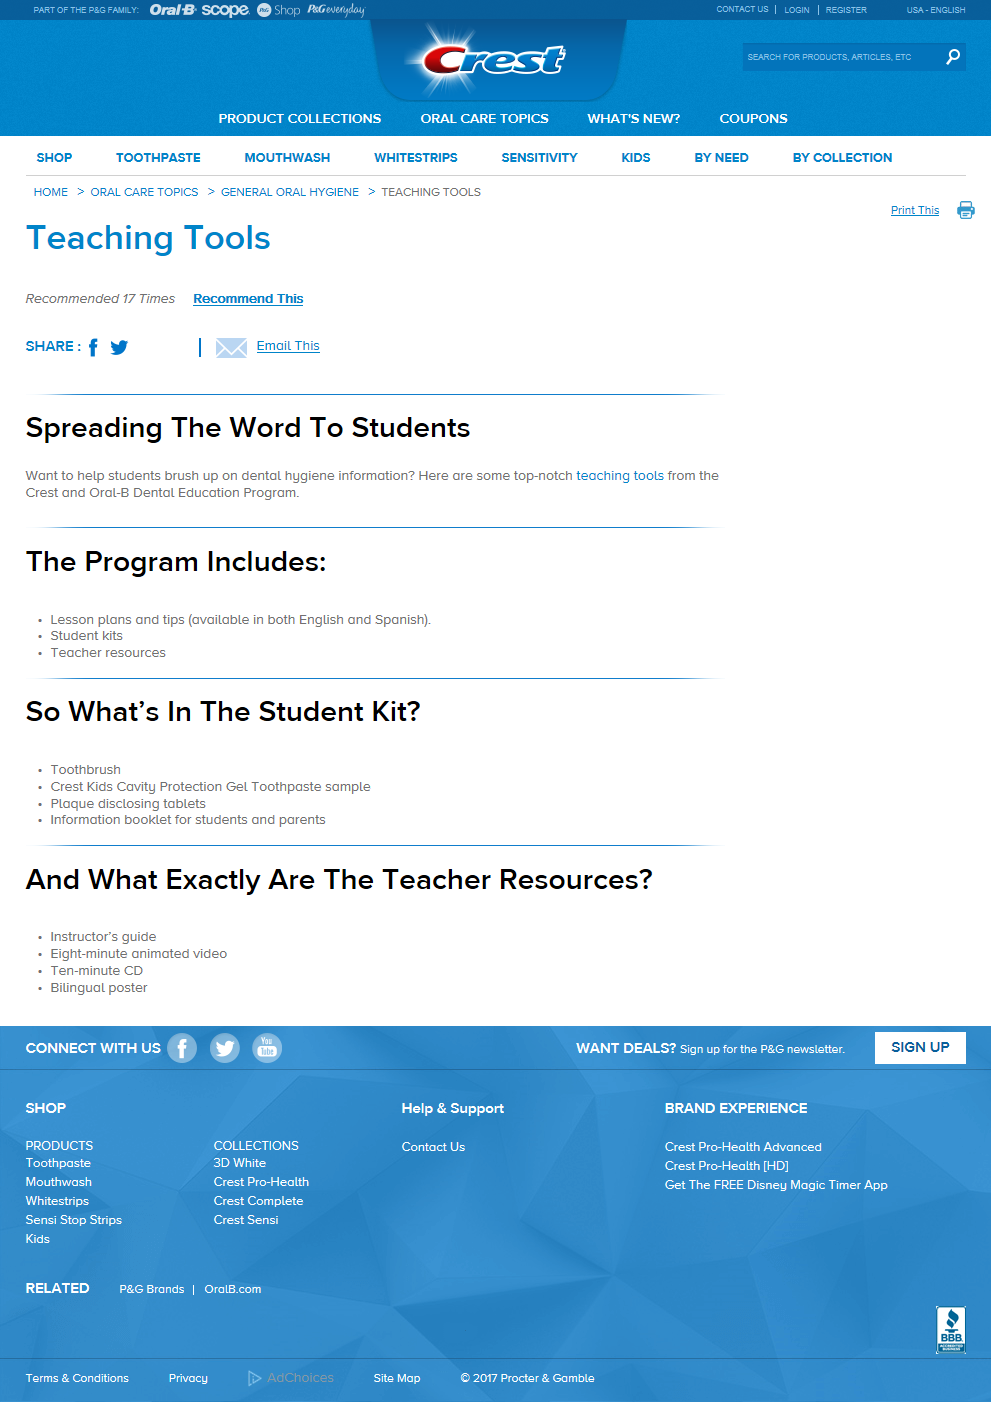 PART OF THE P&G FAMILY: Oral-B scope. P&G Shop P&G everyday
CONTACT US | LOGIN | REGISTER USA - ENGLISH
Crest
SEARCH FOR PRODUCTS, ARTICLES, ETC
PRODUCT COLLECTIONS ORAL CARE TOPICS WHAT'S NEW? COUPONS
SHOP TOOTHPASTE MOUTHWASH WHITESTRIPS SENSITIVITY KIDS BY NEED BY COLLECTION
HOME > ORAL CARE TOPICS > GENERAL ORAL HYGIENE > TEACHING TOOLS
Print This
Teaching Tools
Recommended 17 Times Recommend This
SHARE : | Email This
Spreading The Word To Students
Want to help students brush up on dental hygiene information? Here are some top-notch teaching tools from the
Crest and Oral-B Dental Education Program.
The Program Includes:
• Lesson plans and tips (available in both English and Spanish).
• Student kits
• Teacher resources
So What's In The Student Kit?
• Toothbrush
• Crest Kids Cavity Protection Gel Toothpaste sample
• Plaque disclosing tablets
• Information booklet for students and parents
And What Exactly Are The Teacher Resources?
• Instructor's guide
• Eight-minute animated video
• Ten-minute CD
• Bilingual poster
CONNECT WITH US You Tube WANT DEALS? Sign up for the P&G newsletter. SIGN UP
SHOP
PRODUCTS
Toothpaste
Mouthwash
Whitestrips
Sensi Stop Strips
Kids
COLLECTIONS
3D White
Crest Pro-Health
Crest Complete
Crest Sensi
Help & Support
Contact Us
BRAND EXPERIENCE
Crest Pro-Health Advanced
Crest Pro-Health [HD]
Get The FREE Disney Magic Timer App
RELATED P&G Brands | OralB.com
BBB.
ACCREDITED
BUSINESS
Terms & Conditions Privacy AdChoices Site Map © 2017 Procter & Gamble